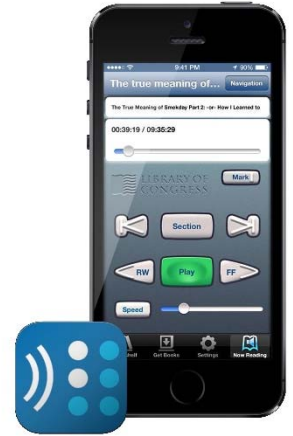 9:41 PM 90%
The true meaning of... Navigation
The True Meaning of Smekday Part 2: -or- How I Learned to
00:39:19 / 09:35:29
LIBRARY OF
CONGRESS
Mark
Section
RW Play FF
Speed
Get Books Settings Now Reading